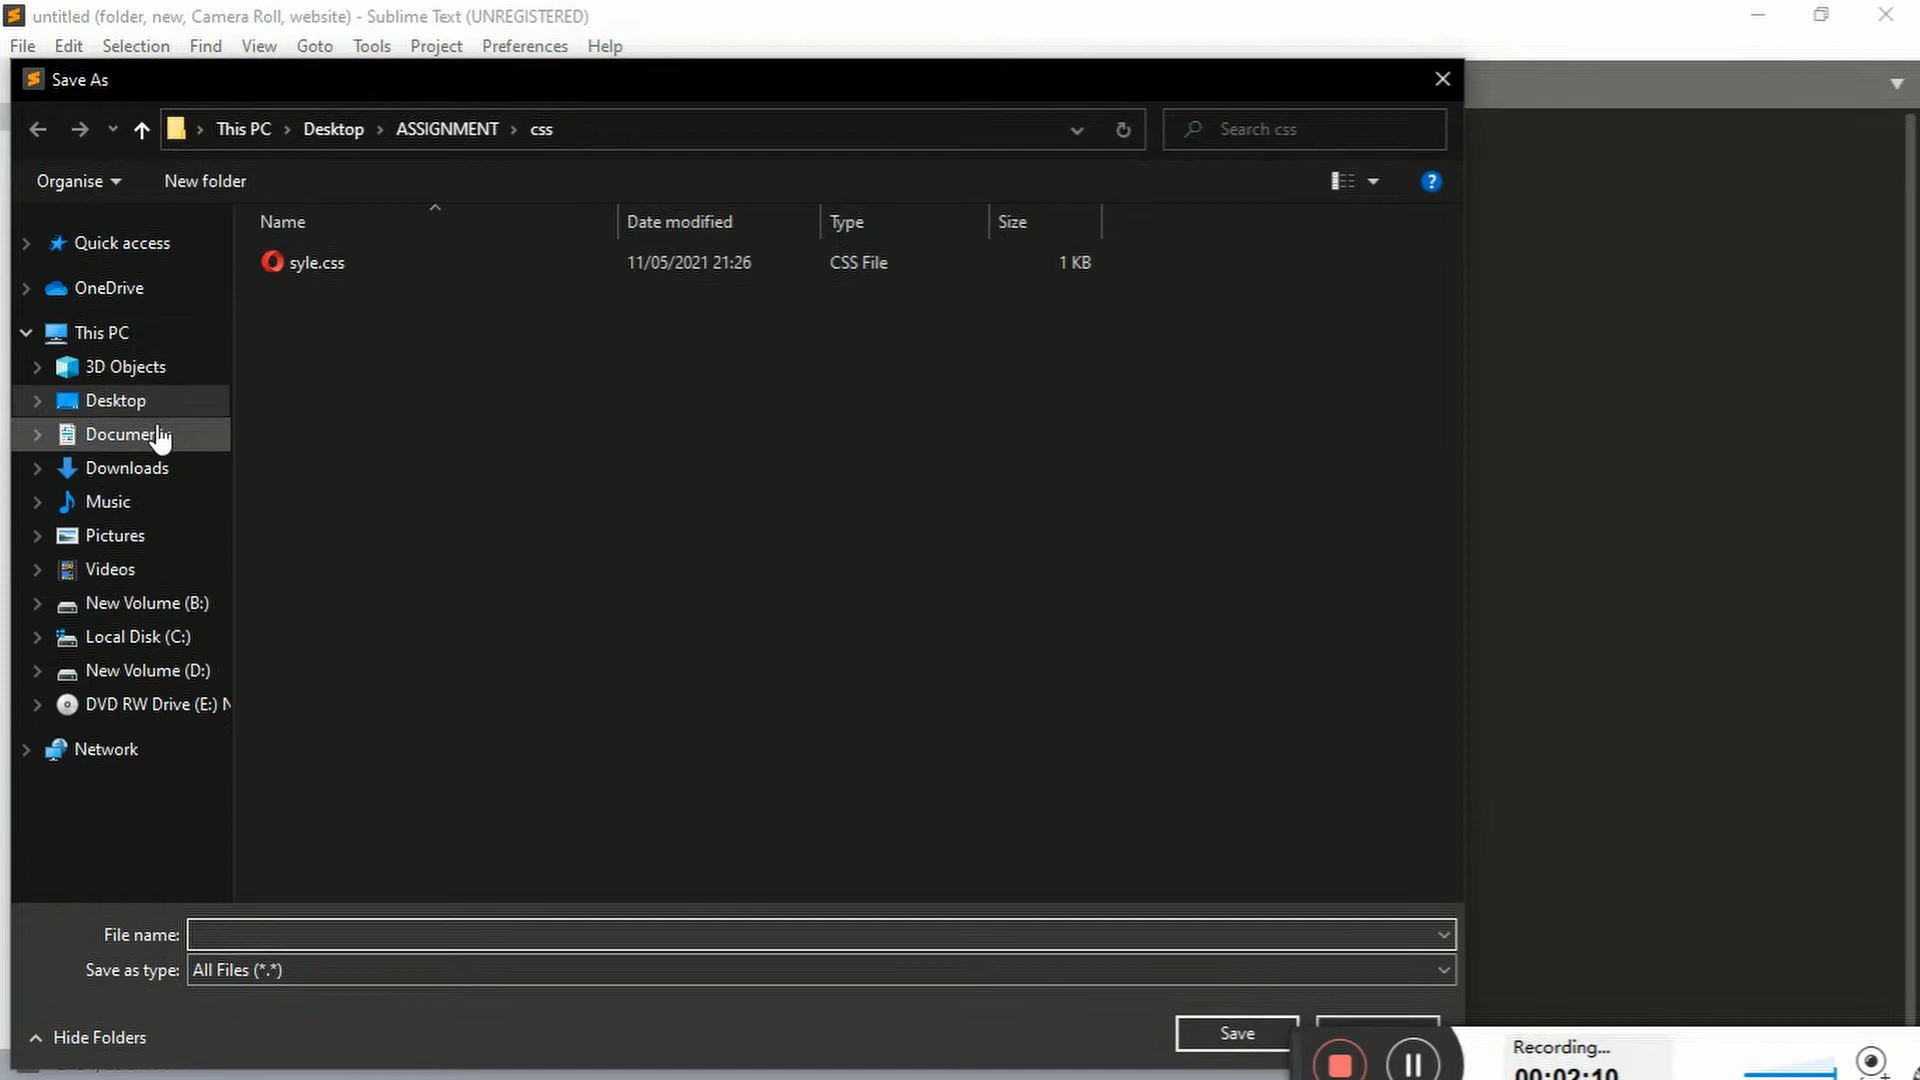 untitled (folder, new, Camera Roll, website) - Sublime Text (UNREGISTERED)
File Edit Selection Find View Goto Tools Project Preferences Help
Save As
This PC > Desktop > ASSIGNMENT > css
Search css
Organise New folder
?
Name Date modified Type Size
syle.css 11/05/2021 21:26 CSS File 1 KB
Quick access
OneDrive
This PC
3D Objects
Desktop
Downloads
Music
Pictures
Videos
New Volume (B:)
Local Disk (C:)
New Volume (D:)
DVD RW Drive (E:) N
Network
File name:
Save as type: All Files (*.*)
Hide Folders
Save
Recording...
00:02:10